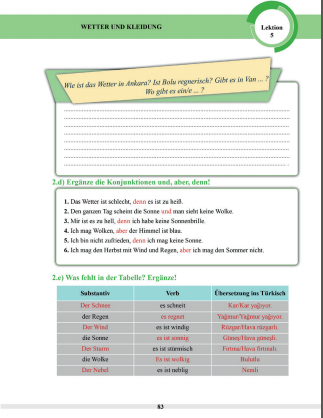 WETTER UND KLEIDUNG
Lektion
5
Wie ist das Wetter in Ankara? Ist Bolu regnerisch? Gibt es in Van ... ?
Wo gibt es ein/e ... ?
2.d) Ergänze die Konjunktionen und, aber, denn!
1. Das Wetter ist schlecht, denn es ist zu heiß.
2. Den ganzen Tag scheint die Sonne und man sieht keine Wolke.
3. Mir ist es zu hell, denn ich habe keine Sonnenbrille.
4. Ich mag Wolken, aber der Himmel ist blau.
5. Ich bin nicht zufrieden, denn ich mag keine Sonne.
6. Ich mag den Herbst mit Wind und Regen, aber ich mag den Sommer nicht.
2.e) Was fehlt in der Tabelle? Ergänze!
Substantiv Verb Übersetzung ins Türkisch
Der Schnee es schneit Kar/Kar yağıyor.
der Regen es regnet Yağmur/Yağmur yağıyor.
Der Wind es ist windig Rüzgar/Hava rüzgarlı.
die Sonne es ist sonnig Güneş/Hava güneşli.
Der Sturm es ist stürmisch Fırtına/Hava fırtınalı.
die Wolke Es ist wolkig Bulutlu
Der Nebel es ist neblig Nemli
83